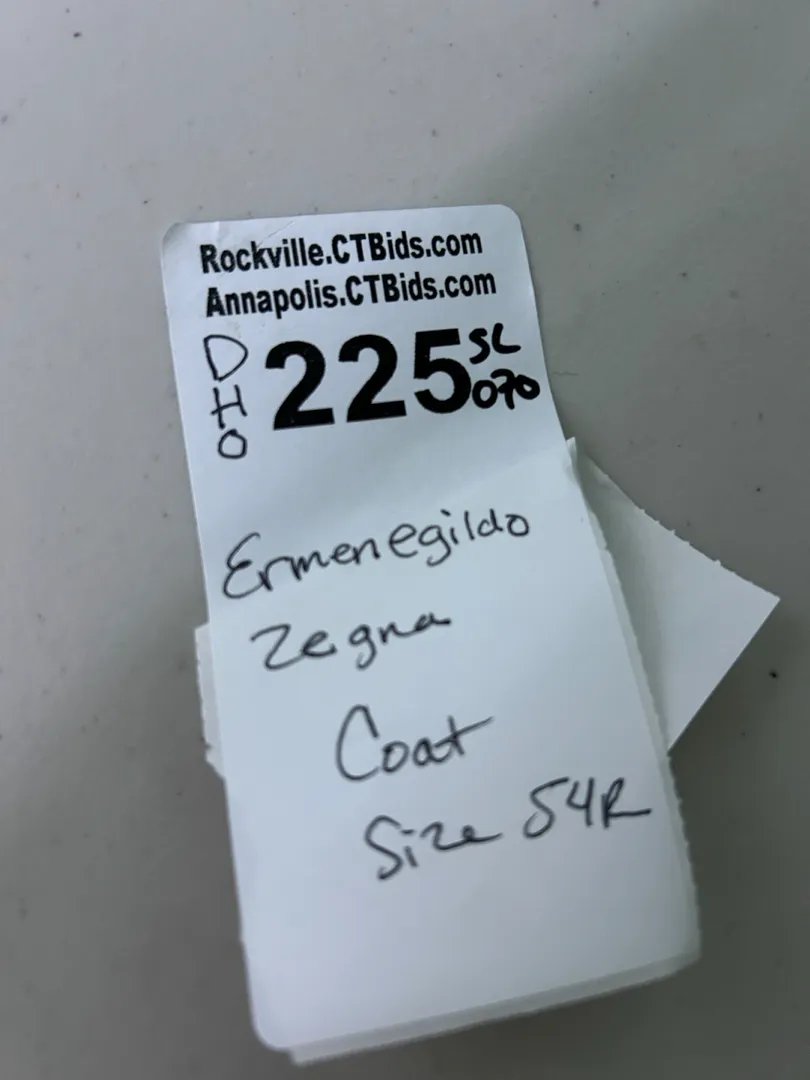 Rockville.CTBids.com
Annapolis.CTBids.com
DHO 225 SL 070
Ermenegildo
Zegna
Coat
Size 54R